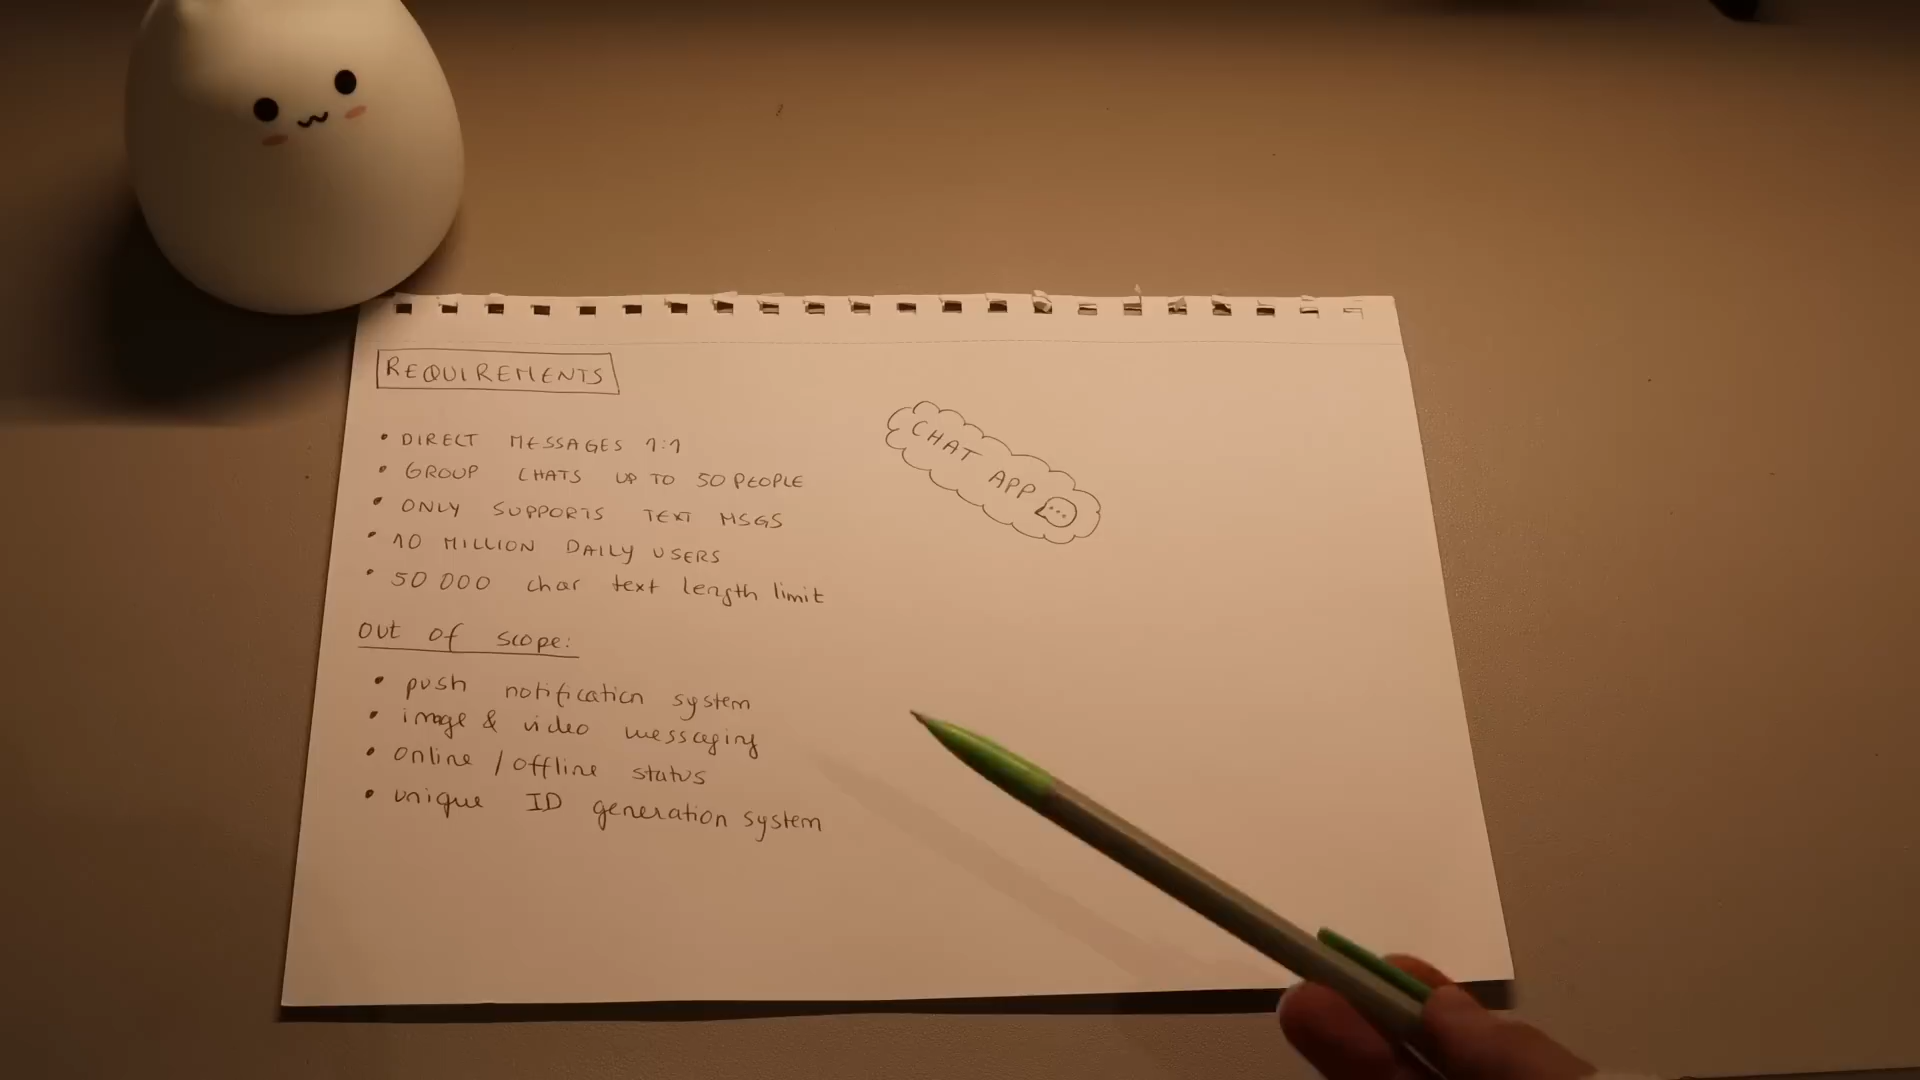 REQUIREMENTS
• DIRECT MESSAGES 1:1
• GROUP CHATS UP TO 50 PEOPLE
• ONLY SUPPORTS TEXT MSGS
• 10 MILLION DAILY USERS
• 50 000 char text length limit
out of scope:
• push notification system
• image & video messaging
• online / offline status
• unique ID generation system
CHAT APP